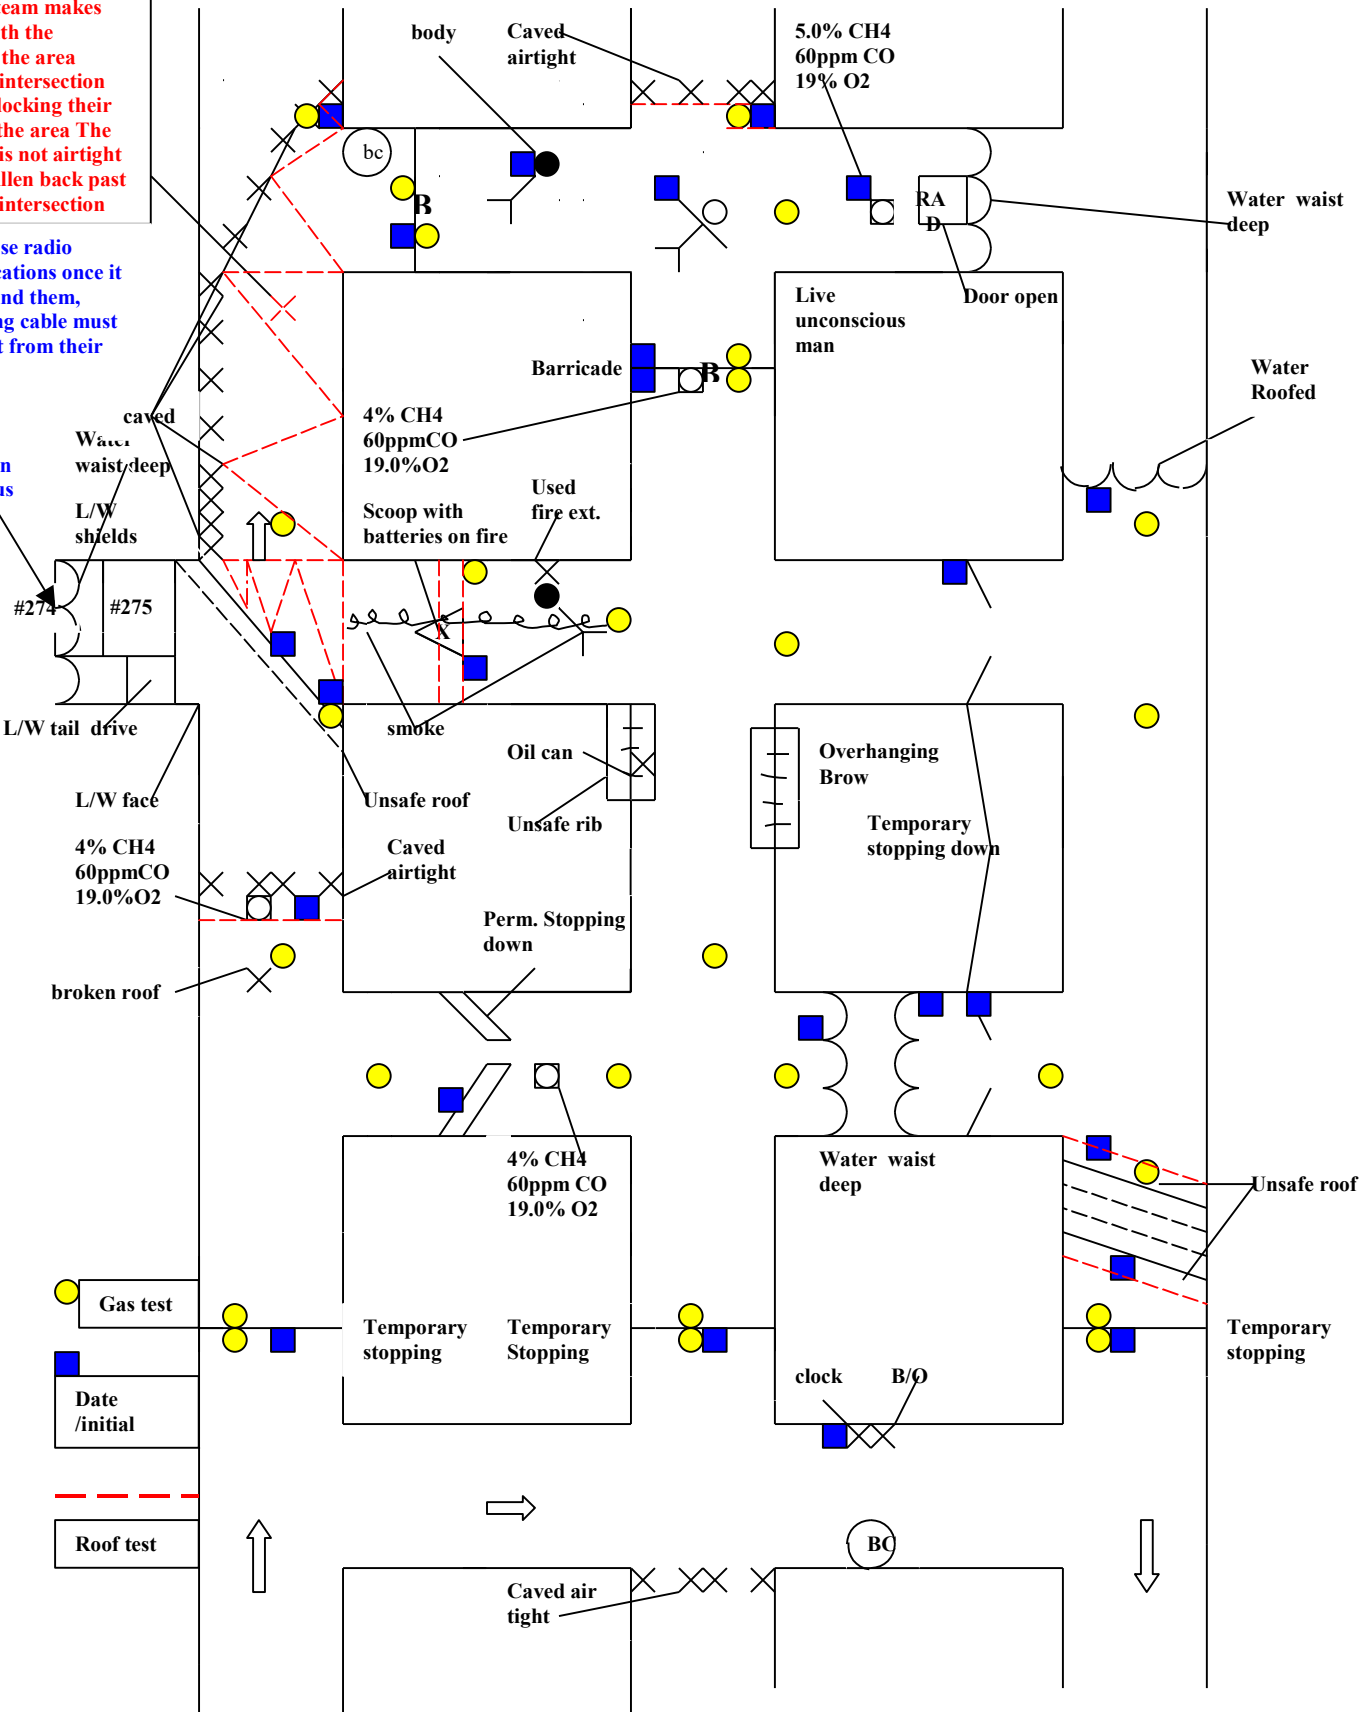 team makes
th the
the area
intersection
locking their
the area The
is not airtight
llen back past
intersection
se radio
cations once it
nd them,
ng cable must
t from their
n
us
body
Caved
airtight
5.0% CH4
60ppm CO
19% O2
bc
B
RA
D
Water waist
deep
Door open
Live
unconscious
man
Barricade
B
Water
Roofed
caved
Water
waist deep
4% CH4
60ppmCO
19.0%O2
L/W
shields
Scoop with
batteries on fire
Used
fire ext.
#274
#275
X
L/W tail drive
smoke
Oil can
Overhanging
Brow
L/W face
Unsafe roof
Unsafe rib
Temporary
stopping down
4% CH4
60ppmCO
19.0%O2
Caved
airtight
Perm. Stopping
down
broken roof
4% CH4
60ppm CO
19.0% O2
Water waist
deep
Unsafe roof
Gas test
Temporary
stopping
Temporary
Stopping
Temporary
stopping
clock
B/O
Date
/initial
Roof test
BC
Caved air
tight